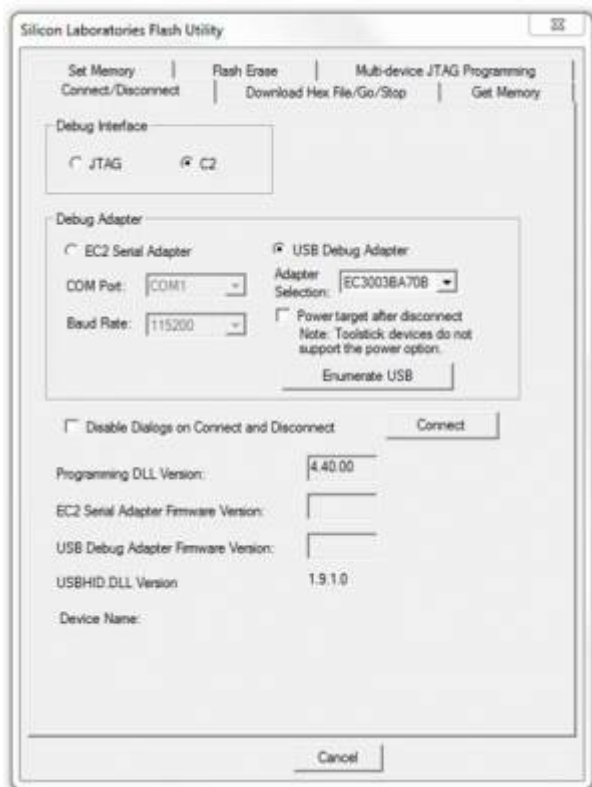 Silicon Laboratories Flash Utility
Set Memory
Flash Erase
Multi-device JTAG Programming
Connect/Disconnect
Download Hex File/Go/Stop
Get Memory
Debug Interface
JTAG
C2
Debug Adapter
EC2 Serial Adapter
USB Debug Adapter
COM Port: COM1
Adapter Selection: EC3003BA70B
Baud Rate: 115200
Power target after disconnect
Note: Toolstick devices do not
support the power option.
Enumerate USB
Disable Dialogs on Connect and Disconnect
Connect
Programming DLL Version: 4.40.00
EC2 Serial Adapter Firmware Version:
USB Debug Adapter Firmware Version:
USBHID.DLL Version 1.9.1.0
Device Name:
Cancel